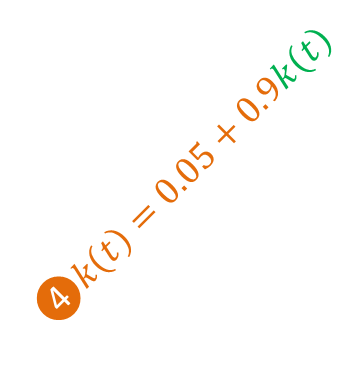 4 k(t) = 0.05 + 0.9k(t)